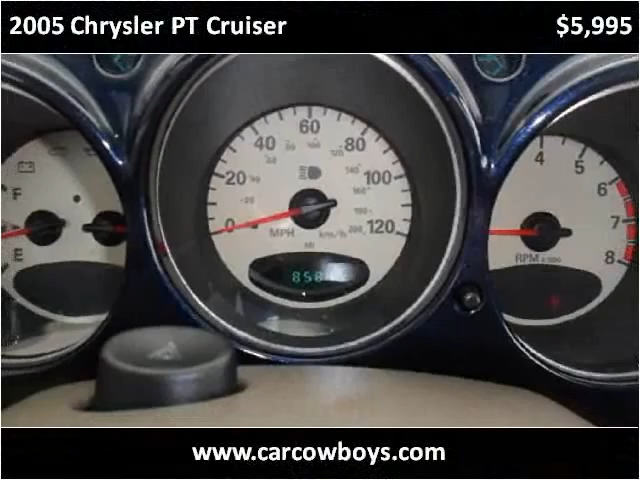 2005 Chrysler PT Cruiser $5,995
60
40 80
20 100
0 120
MPH km/h
4 5 6 7 8
RPM
F
E
www.carcowboys.com